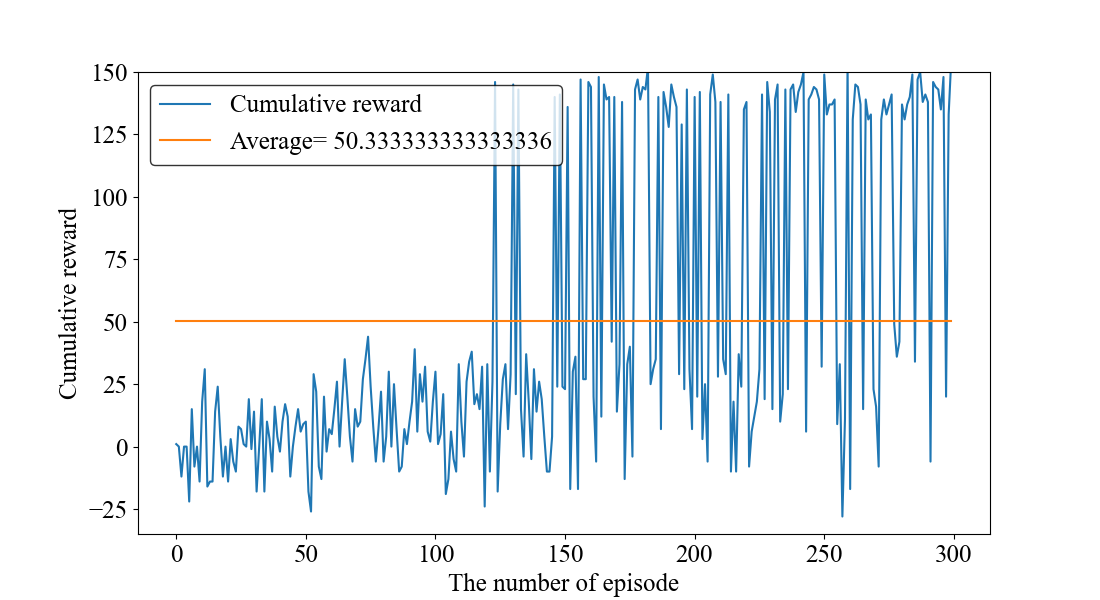 Cumulative reward
Average= 50.333333333333336
150
125
100
75
50
25
0
−25
Cumulative reward
0 50 100 150 200 250 300
The number of episode